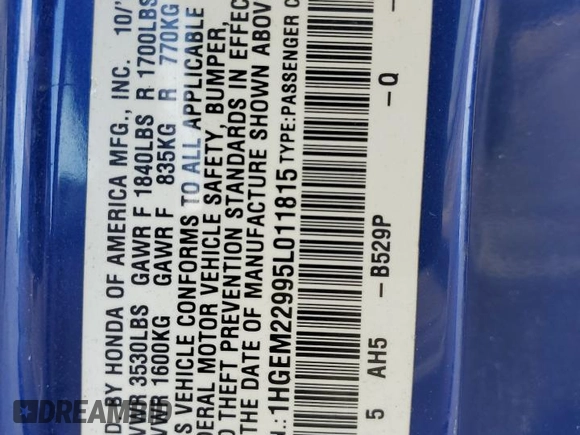 D. BY HONDA OF AMERICA MFG., INC. 10/
VWR 3530LBS GAWR F 1840LBS R 1700LBS
VWR 1600KG GAWR F 835KG R 770KG
S VEHICLE CONFORMS TO ALL APPLICABLE
DERAL MOTOR VEHICLE SAFETY, BUMPER,
D THEFT PREVENTION STANDARDS IN EFFEC
THE DATE OF MANUFACTURE SHOWN ABOV
N.: 1HGEM22995L011815 TYPE:PASSENGER C
5 AH5 -B529P -Q -
DREAMBID